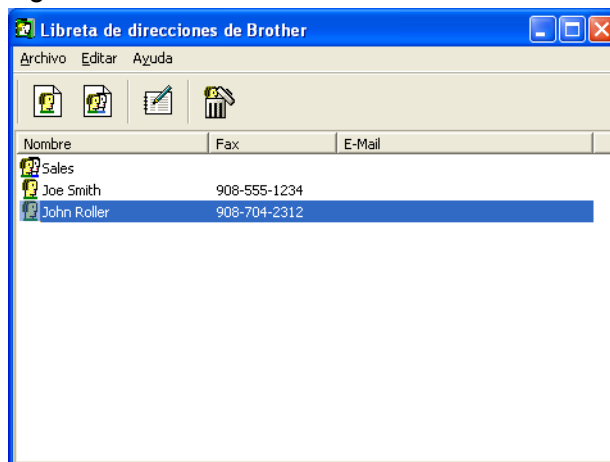 Libreta de direcciones de Brother
Archivo Editar Ayuda
Nombre Fax E-Mail
Sales
Joe Smith 908-555-1234
John Roller 908-704-2312